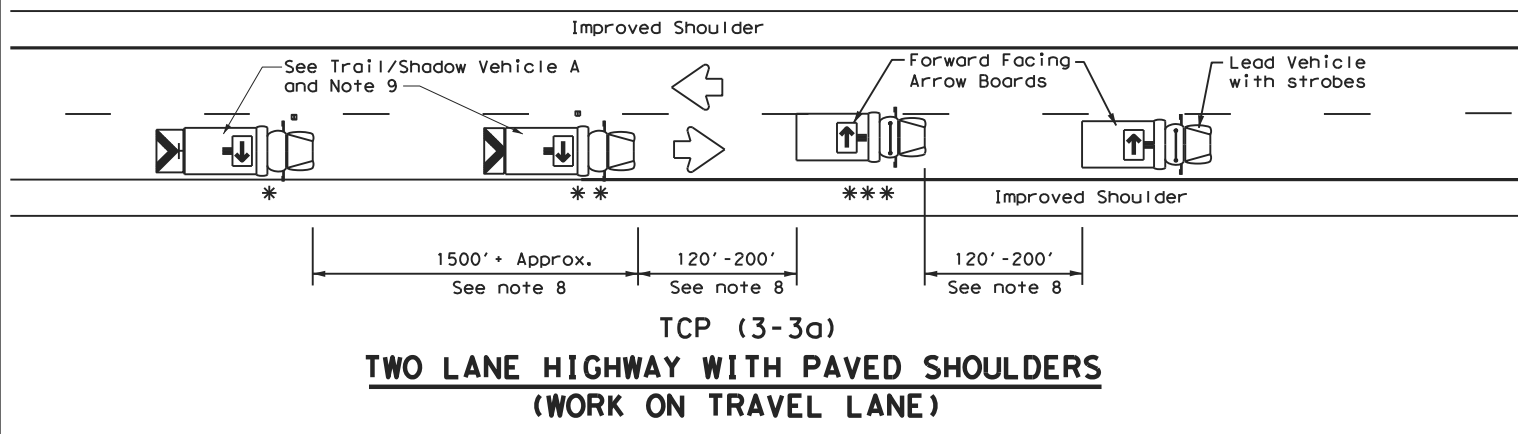 Improved Shoulder
See Trail/Shadow Vehicle A
and Note 9
Forward Facing
Arrow Boards
Lead Vehicle
with strobes
*
* *
***
Improved Shoulder
1500'+ Approx.
See note 8
120'-200'
See note 8
120'-200'
See note 8
TCP (3-3a)
TWO LANE HIGHWAY WITH PAVED SHOULDERS
(WORK ON TRAVEL LANE)